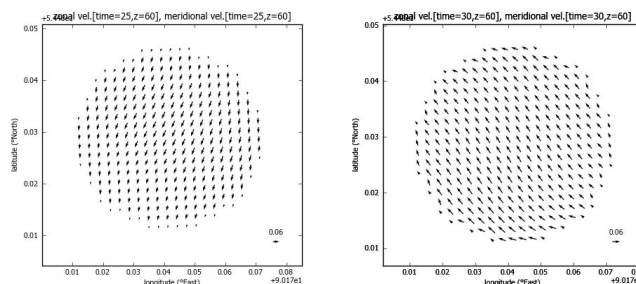 zonal vel.[time=25,z=60], meridional vel.[time=25,z=60]
0.05
0.04
0.03
0.02
0.01
latitude (°North)
0.06
0.01 0.02 0.03 0.04 0.05 0.06 0.07 0.08
longitude (°East)
+9.017e1
zonal vel.[time=30,z=60], meridional vel.[time=30,z=60]
0.05
0.04
0.03
0.02
0.01
latitude (°North)
0.06
0.01 0.02 0.03 0.04 0.05 0.06 0.07
longitude (°East)
+9.017e1